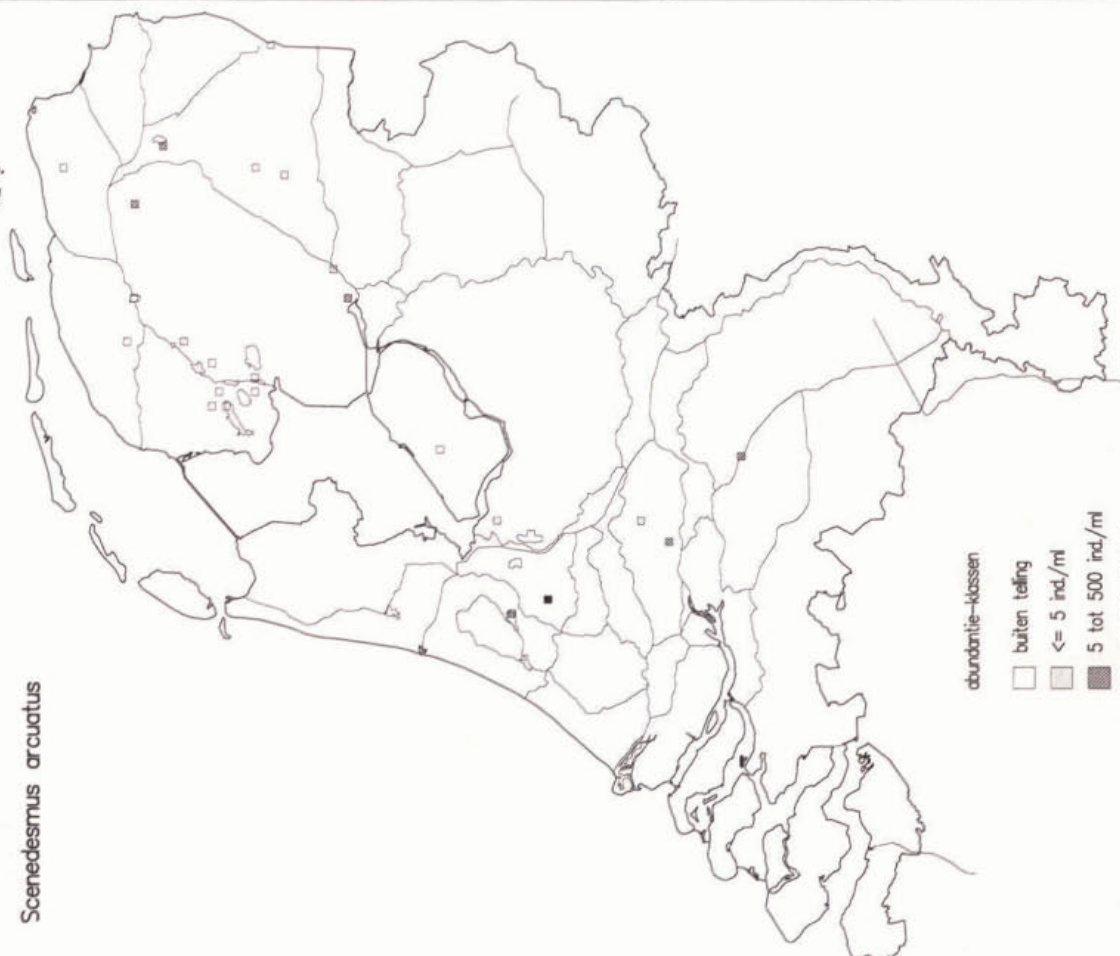 Scenedesmus arcuatus
abundantie-klassen
buiten telling
<= 5 ind./ml
5 tot 500 ind./ml